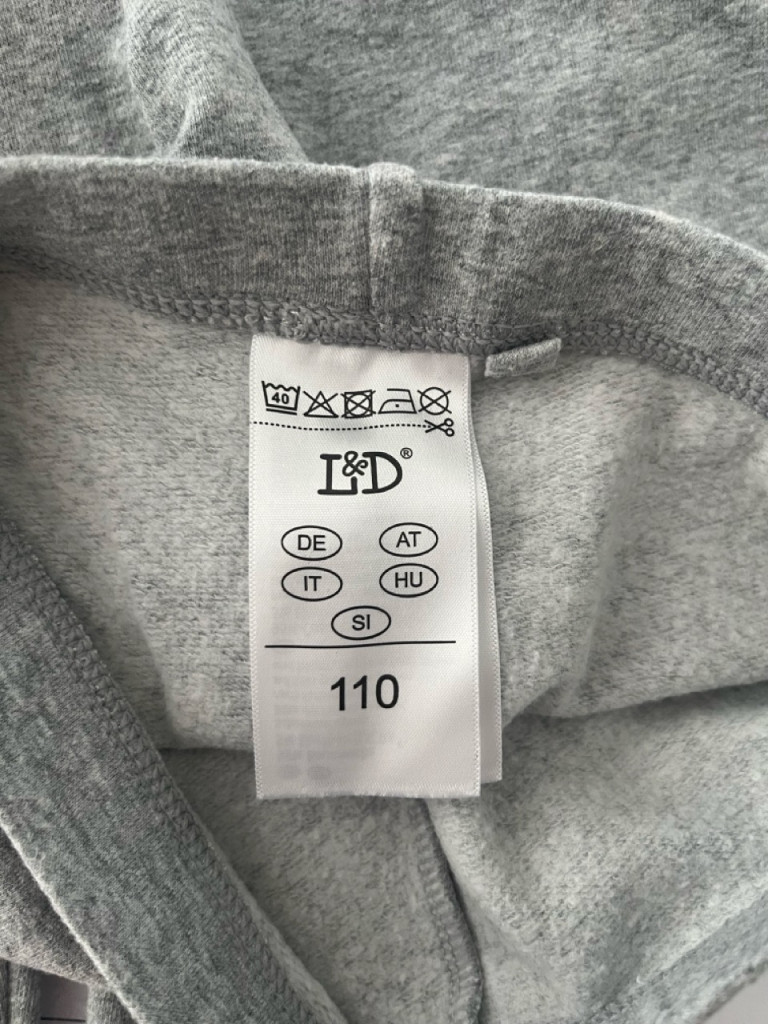 40
L&D®
DE AT
IT HU
SI
110